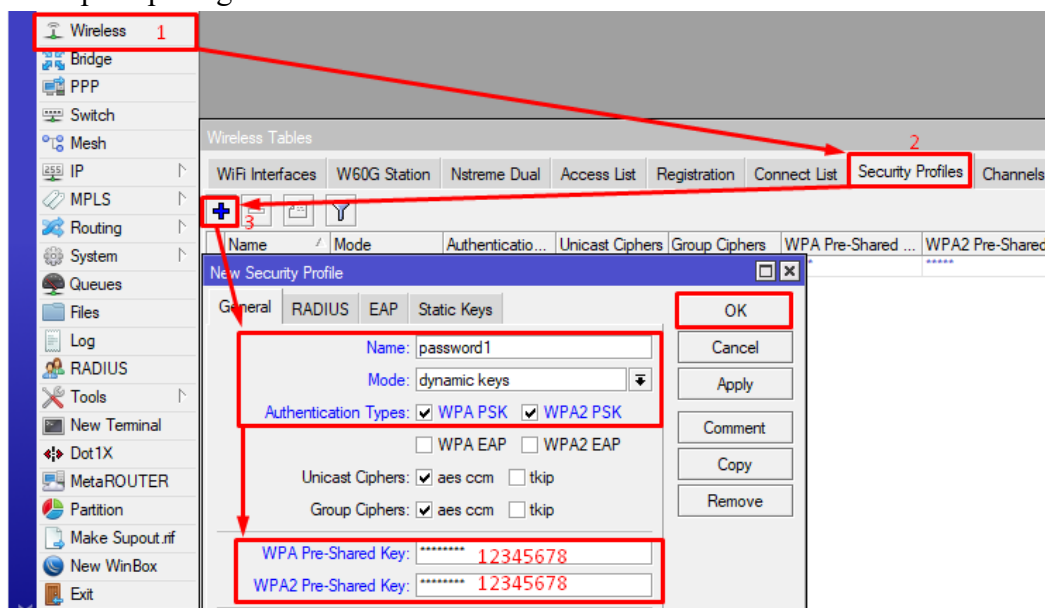 Wireless 1
Bridge
PPP
Switch
Mesh
IP
MPLS
Routing
System
Queues
Files
Log
RADIUS
Tools
New Terminal
Dot1X
MetaROUTER
Partition
Make Supout.rif
New WinBox
Exit
Wireless Tables
2
WiFi Interfaces W60G Station Nstreme Dual Access List Registration Connect List Security Profiles Channels
3
Name / Mode Authenticatio... Unicast Ciphers Group Ciphers WPA Pre-Shared ... WPA2 Pre-Shared
*****
New Security Profile
General RADIUS EAP Static Keys
Name: password1
Mode: dynamic keys
Authentication Types: WPA PSK WPA2 PSK
WPA EAP WPA2 EAP
Unicast Ciphers: aes ccm tkip
Group Ciphers: aes ccm tkip
WPA Pre-Shared Key: ******** 12345678
WPA2 Pre-Shared Key: ******** 12345678
OK
Cancel
Apply
Comment
Copy
Remove